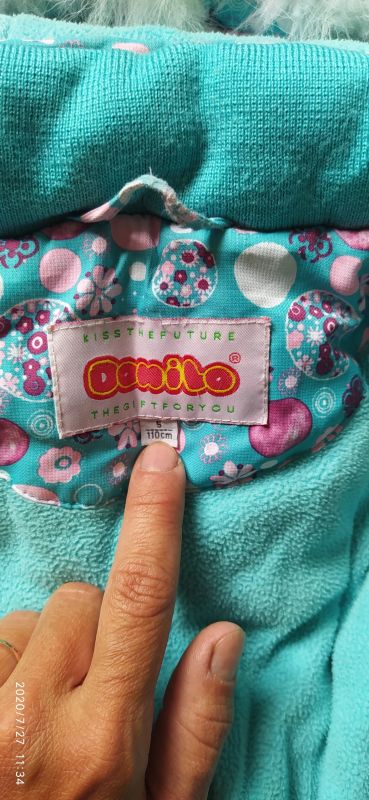 KISSTHEFUTURE
Danilo®
THEGIFTFORYOU
5
110cm
2020/7/27 11:34